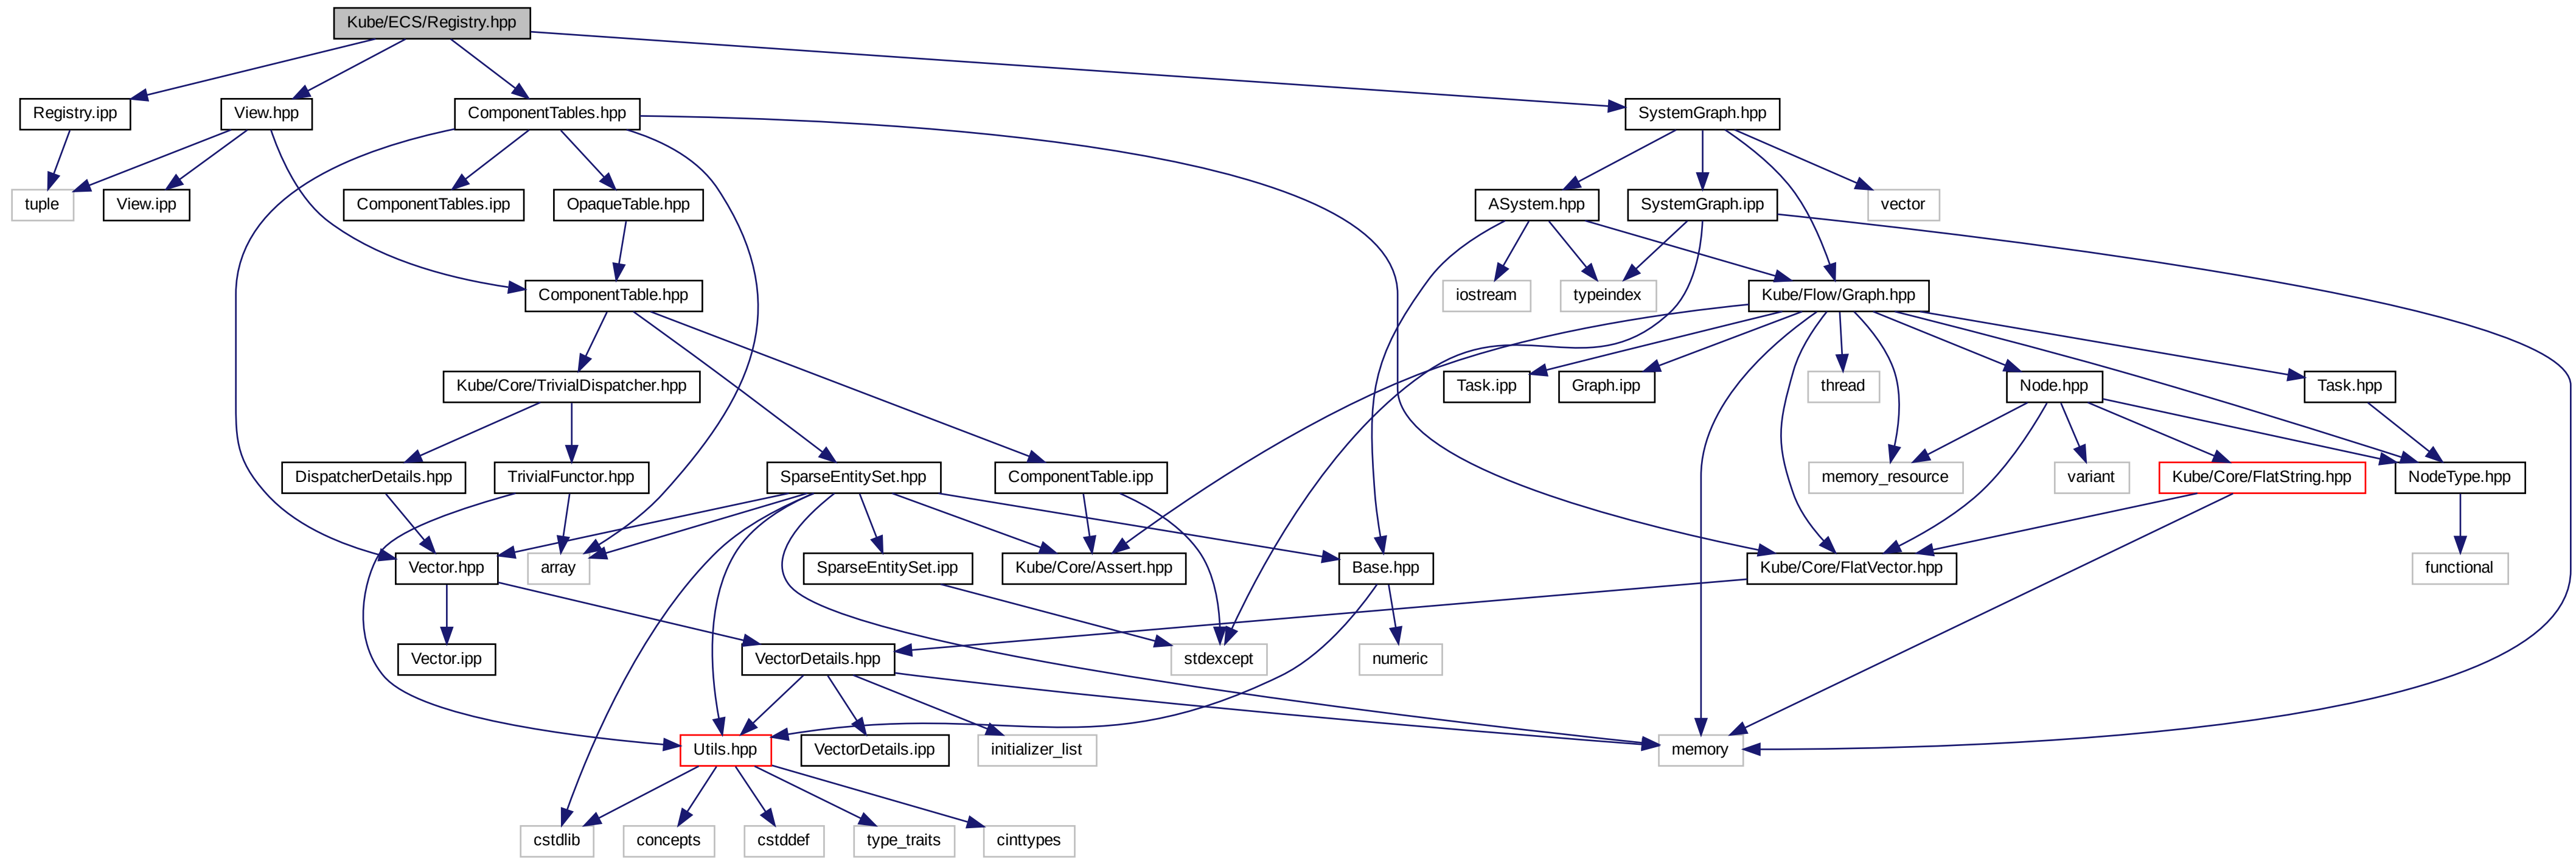 Kube/ECS/Registry.hpp
Registry.ipp
View.hpp
ComponentTables.hpp
SystemGraph.hpp
tuple
View.ipp
ComponentTables.ipp
OpaqueTable.hpp
ASystem.hpp
SystemGraph.ipp
vector
ComponentTable.hpp
iostream
typeindex
Kube/Flow/Graph.hpp
Kube/Core/TrivialDispatcher.hpp
Task.ipp
Graph.ipp
thread
Node.hpp
Task.hpp
DispatcherDetails.hpp
TrivialFunctor.hpp
SparseEntitySet.hpp
ComponentTable.ipp
memory_resource
variant
Kube/Core/FlatString.hpp
NodeType.hpp
Vector.hpp
array
SparseEntitySet.ipp
Kube/Core/Assert.hpp
Base.hpp
Kube/Core/FlatVector.hpp
functional
Vector.ipp
VectorDetails.hpp
stdexcept
numeric
Utils.hpp
VectorDetails.ipp
initializer_list
memory
cstdlib
concepts
cstddef
type_traits
cinttypes